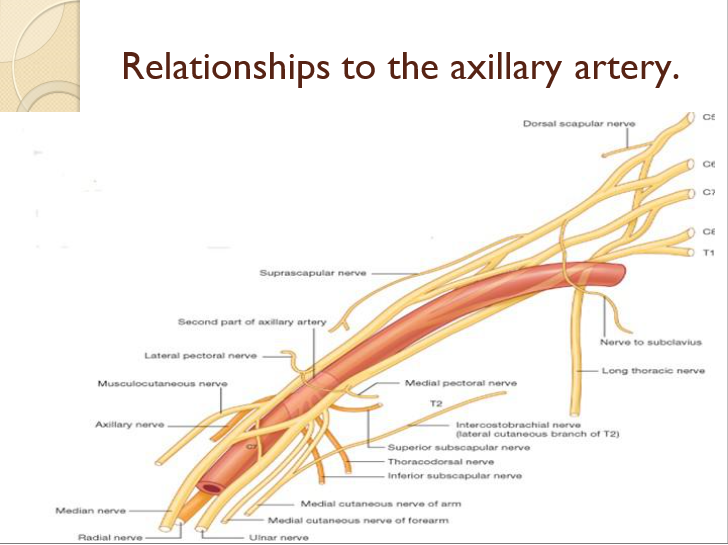 Relationships to the axillary artery.
Dorsal scapular nerve
C5
C6
C7
C8
T1
Suprascapular nerve
Second part of axillary artery
Nerve to subclavius
Lateral pectoral nerve
Long thoracic nerve
Musculocutaneous nerve
Medial pectoral nerve
T2
Axillary nerve
Intercostobrachial nerve
(lateral cutaneous branch of T2)
C7
Superior subscapular nerve
Thoracodorsal nerve
Inferior subscapular nerve
Medial cutaneous nerve of arm
Median nerve
Medial cutaneous nerve of forearm
Radial nerve
Ulnar nerve